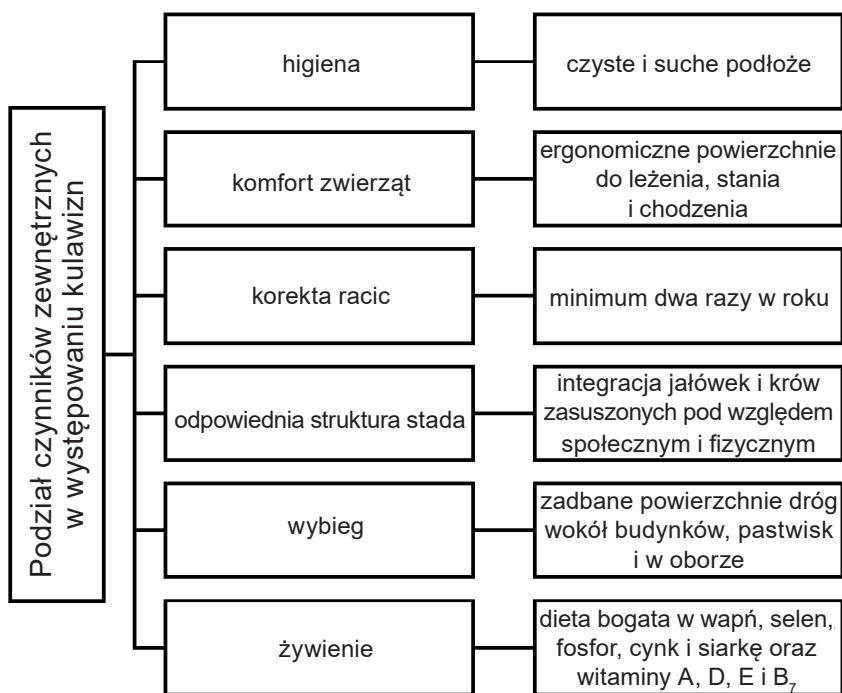 Podział czynników zewnętrznych
w występowaniu kulawizn
higiena
czyste i suche podłoże
komfort zwierząt
ergonomiczne powierzchnie
do leżenia, stania
i chodzenia
korekta racic
minimum dwa razy w roku
odpowiednia struktura stada
integracja jałówek i krów
zasuszonych pod względem
społecznym i fizycznym
wybieg
zadbane powierzchnie dróg
wokół budynków, pastwisk
i w oborze
żywienie
dieta bogata w wapń, selen,
fosfor, cynk i siarkę oraz
witaminy A, D, E i B₇